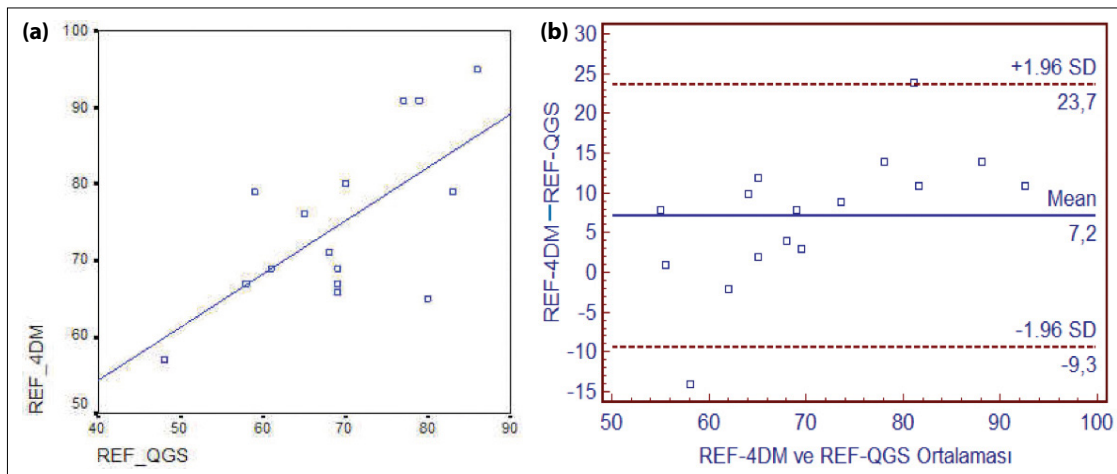 (a)
100
90
80
70
60
50
REF_4DM
40 50 60 70 80 90
REF_QGS
(b)
30
25
20
15
10
5
0
-5
-10
-15
REF-4DM–REF-QGS
+1.96 SD
23,7
Mean
7,2
-1.96 SD
-9,3
50 60 70 80 90 100
REF-4DM ve REF-QGS Ortalaması